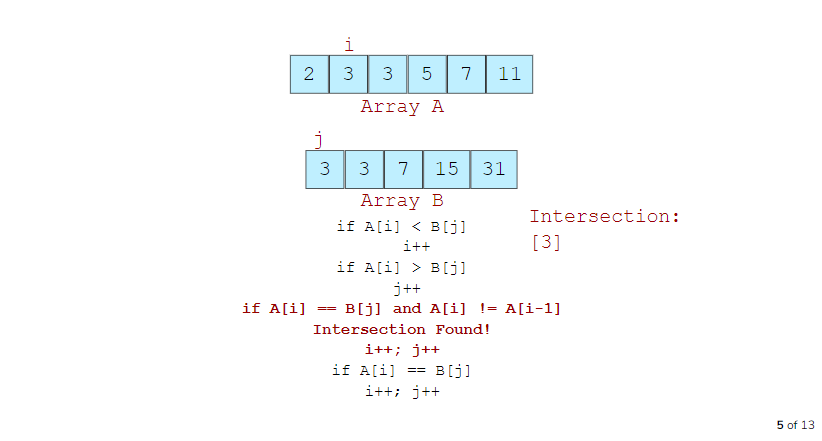 i
2 3 3 5 7 11
Array A
j
3 3 7 15 31
Array B
if A[i] < B[j]
i++
if A[i] > B[j]
j++
if A[i] == B[j] and A[i] != A[i-1]
Intersection Found!
i++; j++
if A[i] == B[j]
i++; j++
Intersection:
[3]
5 of 13